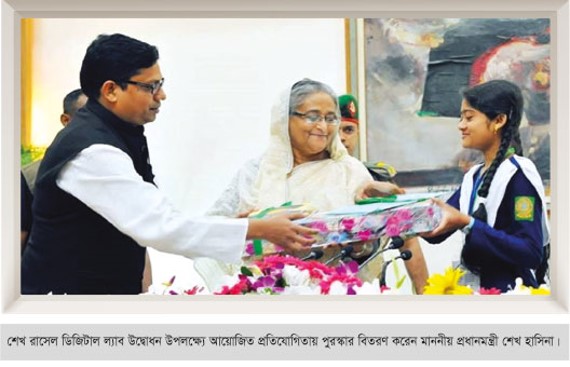 শেখ রাসেল ডিজিটাল ল্যাব উদ্বোধন উপলক্ষ্যে আয়োজিত প্রতিযোগিতায় পুরস্কার বিতরণ করেন মাননীয় প্রধানমন্ত্রী শেখ হাসিনা।